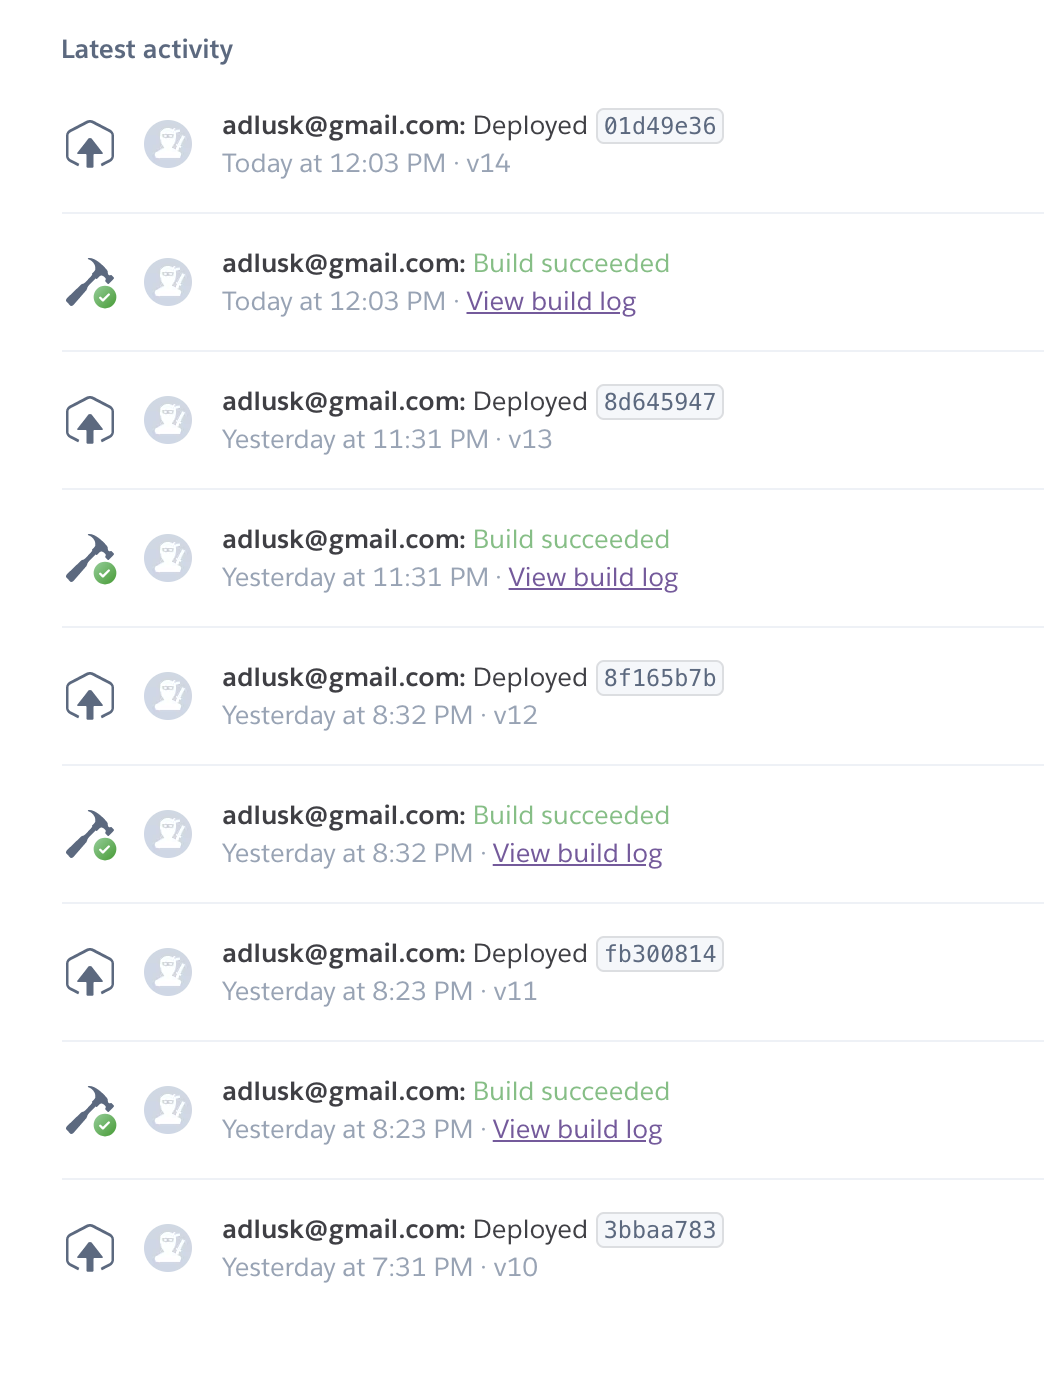 Latest activity
adlusk@gmail.com: Deployed 01d49e36
Today at 12:03 PM · v14
adlusk@gmail.com: Build succeeded
Today at 12:03 PM · View build log
adlusk@gmail.com: Deployed 8d645947
Yesterday at 11:31 PM · v13
adlusk@gmail.com: Build succeeded
Yesterday at 11:31 PM · View build log
adlusk@gmail.com: Deployed 8f165b7b
Yesterday at 8:32 PM · v12
adlusk@gmail.com: Build succeeded
Yesterday at 8:32 PM · View build log
adlusk@gmail.com: Deployed fb300814
Yesterday at 8:23 PM · v11
adlusk@gmail.com: Build succeeded
Yesterday at 8:23 PM · View build log
adlusk@gmail.com: Deployed 3bbaa783
Yesterday at 7:31 PM · v10